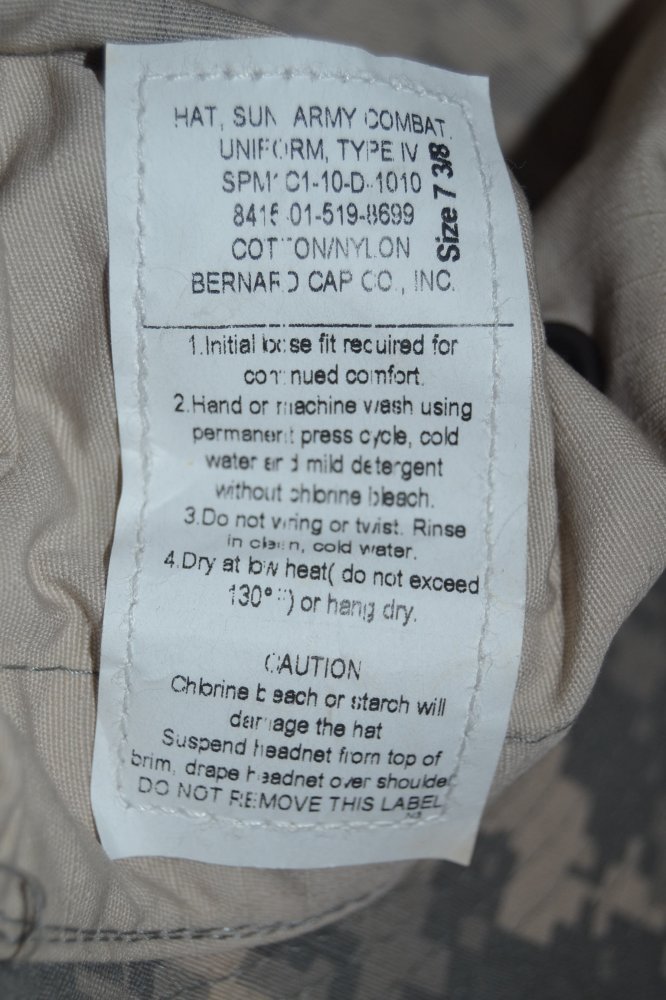 HAT, SUN ARMY COMBAT,
UNIFORM, TYPE IV
SPM1C1-10-D-1010
8415-01-519-8699
COTTON/NYLON
BERNARD CAP CO., INC.
Size 7 3/8
1.Initial loose fit required for
continued comfort.
2.Hand or machine wash using
permanent press cycle, cold
water and mild detergent
without chlorine bleach.
3.Do not wring or twist. Rinse
in clean, cold water.
4.Dry at low heat( do not exceed
130° ) or hang dry.
CAUTION
Chlorine bleach or starch will
damage the hat
Suspend headnet from top of
brim, drape headnet over shoulder
DO NOT REMOVE THIS LABEL